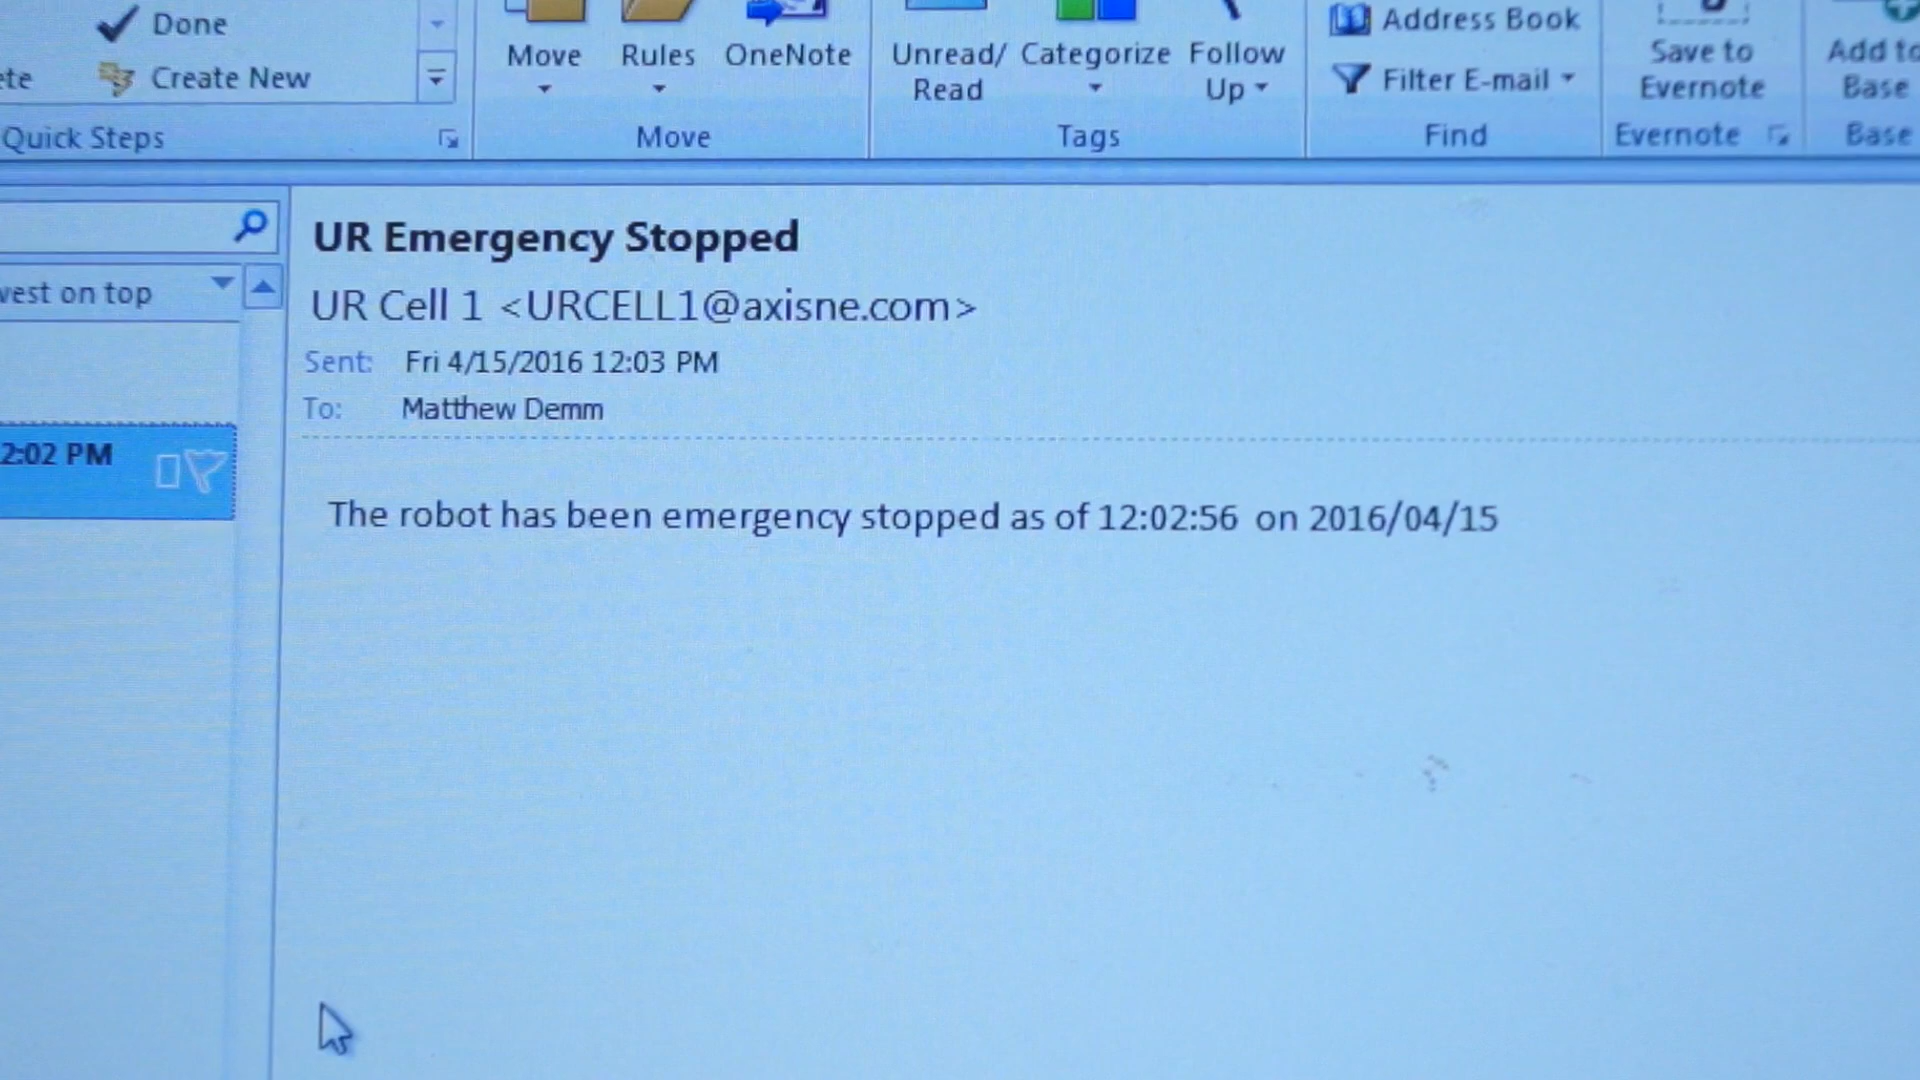 Done
ete
Create New
Quick Steps
Move
Rules
OneNote
Move
Unread/
Read
Categorize
Follow
Up
Tags
Address Book
Filter E-mail
Find
Save to
Evernote
Evernote
Add to
Base
Base
west on top
2:02 PM
UR Emergency Stopped
UR Cell 1 <URCELL1@axisne.com>
Sent: Fri 4/15/2016 12:03 PM
To: Matthew Demm
The robot has been emergency stopped as of 12:02:56 on 2016/04/15